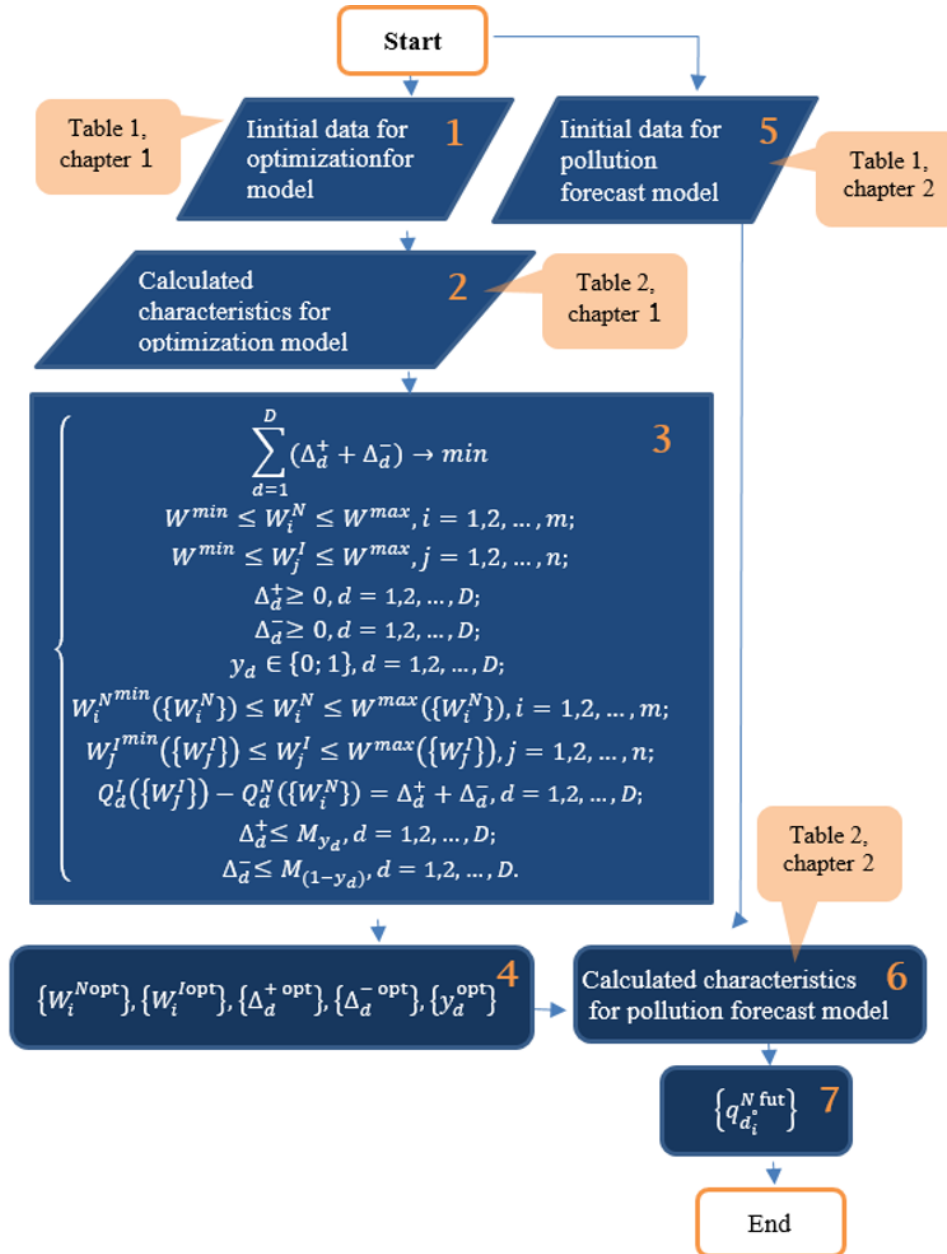 Start
Table 1,
chapter 1
Iinitial data for
optimizationfor
model
1
Iinitial data for
pollution
forecast model
5
Table 1,
chapter 2
Calculated
characteristics for
optimization model
2
Table 2,
chapter 1
3
\sum_{d=1}^{D} (Δ_d^+ + Δ_d^-) → min
W^{min} ≤ W_i^N ≤ W^{max}, i = 1,2, ..., m;
W^{min} ≤ W_j^I ≤ W^{max}, j = 1,2, ..., n;
Δ_d^+ ≥ 0, d = 1,2, ..., D;
Δ_d^- ≥ 0, d = 1,2, ..., D;
y_d ∈ {0; 1}, d = 1,2, ..., D;
W_i^{N^{min}}({W_i^N}) ≤ W_i^N ≤ W^{max}({W_i^N}), i = 1,2, ..., m;
W_J^{I^{min}}({W_J^I}) ≤ W_j^I ≤ W^{max}({W_J^I}), j = 1,2, ..., n;
Q_d^I({W_J^I}) − Q_d^N({W_i^N}) = Δ_d^+ + Δ_d^-, d = 1,2, ..., D;
Δ_d^+ ≤ M_{y_d}, d = 1,2, ..., D;
Δ_d^- ≤ M_{(1−y_d)}, d = 1,2, ..., D.
Table 2,
chapter 2
{W_i^{Nopt}}, {W_i^{Iopt}}, {Δ_d^{+ opt}}, {Δ_d^{- opt}}, {y_d^{opt}}
4
Calculated characteristics
for pollution forecast model
6
{q_{d_i^°}^{N fut}}
7
End